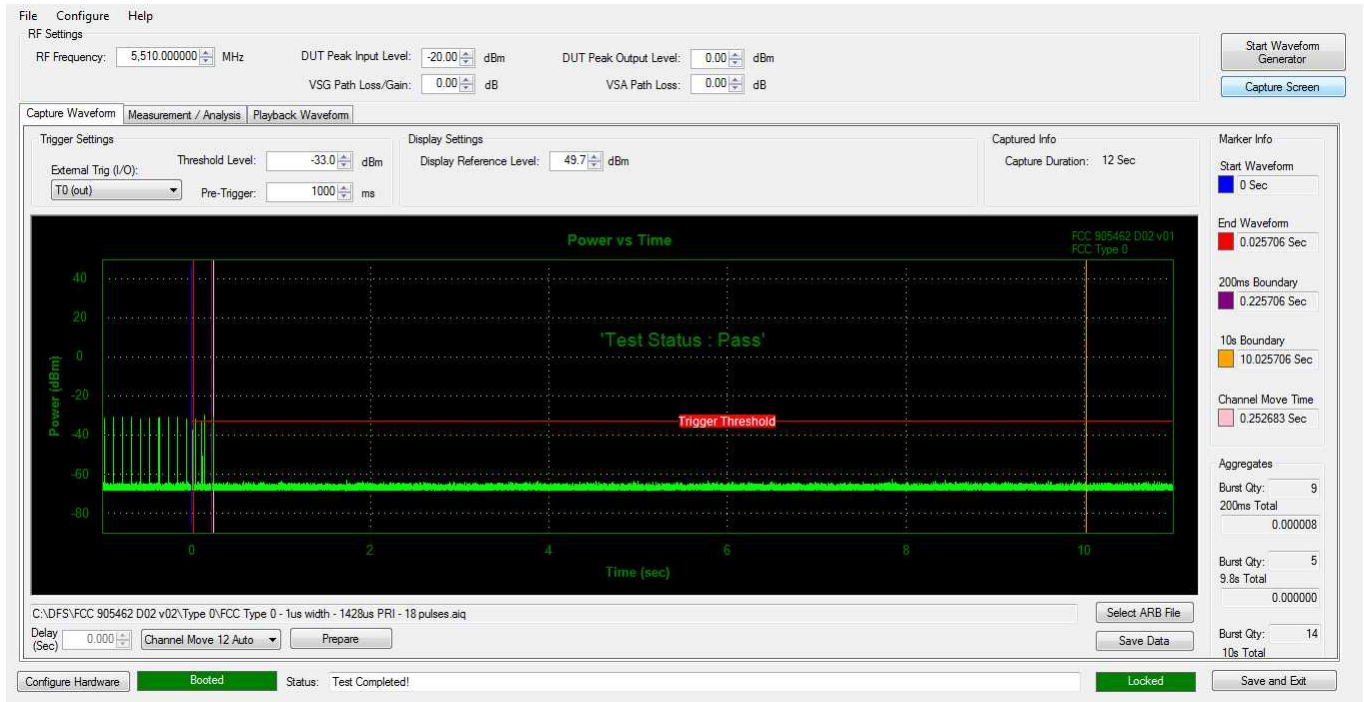 File Configure Help
RF Settings
RF Frequency: 5,510.000000 MHz DUT Peak Input Level: -20.00 dBm DUT Peak Output Level: 0.00 dBm
VSG Path Loss/Gain: 0.00 dB VSA Path Loss: 0.00 dB
Start Waveform
Generator
Capture Screen
Capture Waveform Measurement / Analysis Playback Waveform
Trigger Settings
External Trig (I/O):
T0 (out)
Threshold Level: -33.0 dBm
Pre-Trigger: 1000 ms
Display Settings
Display Reference Level: 49.7 dBm
Captured Info
Capture Duration: 12 Sec
Marker Info
Start Waveform
0 Sec
End Waveform
0.025706 Sec
200ms Boundary
0.225706 Sec
10s Boundary
10.025706 Sec
Channel Move Time
0.252683 Sec
Aggregates
Burst Qty: 9
200ms Total
0.000008
Burst Qty: 5
9.8s Total
0.000000
Burst Qty: 14
10s Total
Power vs Time
FCC 905462 D02 v01
FCC Type 0
'Test Status : Pass'
Trigger Threshold
Power (dBm)
40
20
0
-20
-40
-60
-80
0 2 4 6 8 10
Time (sec)
C:\DFS\FCC 905462 D02 v02\Type 0\FCC Type 0 - 1us width - 1428us PRI - 18 pulses.aiq
Select ARB File
Delay
(Sec)
0.000 Channel Move 12 Auto Prepare Save Data
Configure Hardware Booted Status: Test Completed! Locked Save and Exit